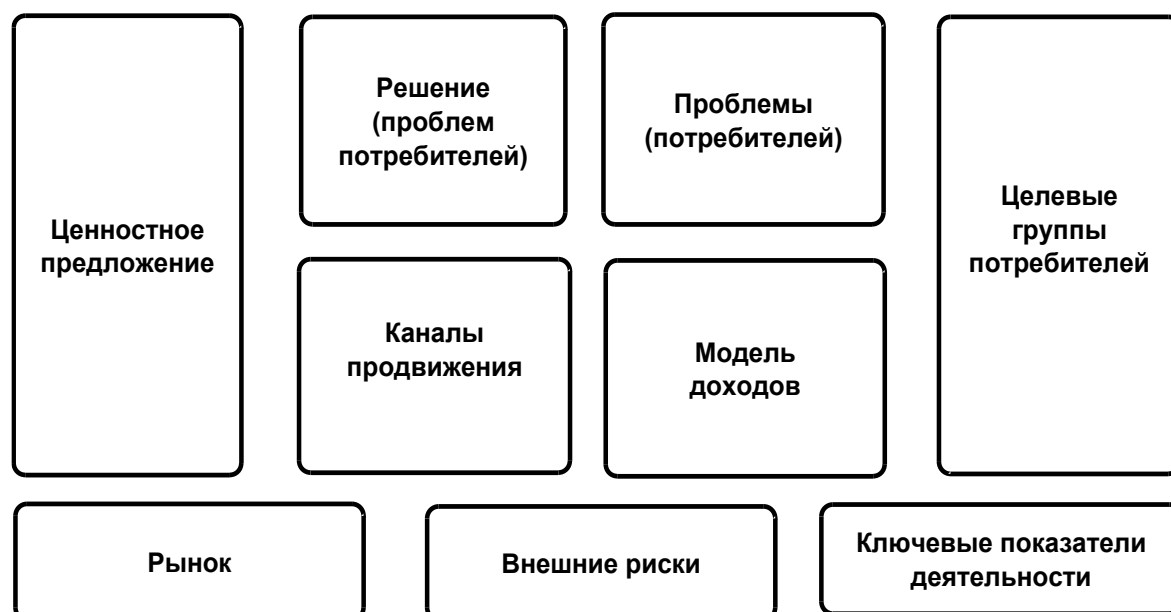 Ценностное
предложение
Решение
(проблем
потребителей)
Проблемы
(потребителей)
Целевые
группы
потребителей
Каналы
продвижения
Модель
доходов
Рынок
Внешние риски
Ключевые показатели
деятельности